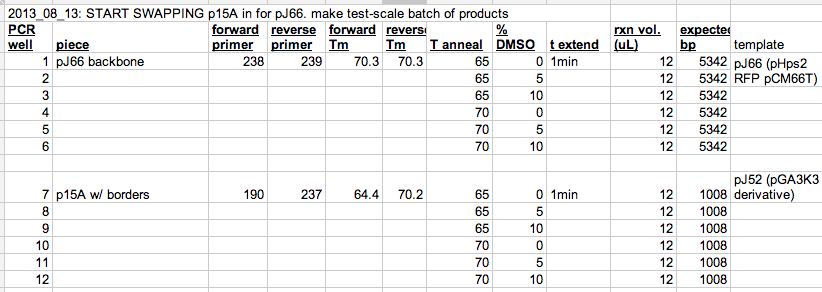 2013_08_13: START SWAPPING p15A in for pJ66. make test-scale batch of products
PCR well piece forward primer reverse primer forward Tm revers Tm T anneal % DMSO t extend rxn vol. (uL) expected bp template
1 pJ66 backbone 238 239 70.3 70.3 65 0 1min 12 5342 pJ66 (pHps2 RFP pCM66T)
2 65 5 12 5342
3 65 10 12 5342
4 70 0 12 5342
5 70 5 12 5342
6 70 10 12 5342
7 p15A w/ borders 190 237 64.4 70.2 65 0 1min 12 1008 pJ52 (pGA3K3 derivative)
8 65 5 12 1008
9 65 10 12 1008
10 70 0 12 1008
11 70 5 12 1008
12 70 10 12 1008